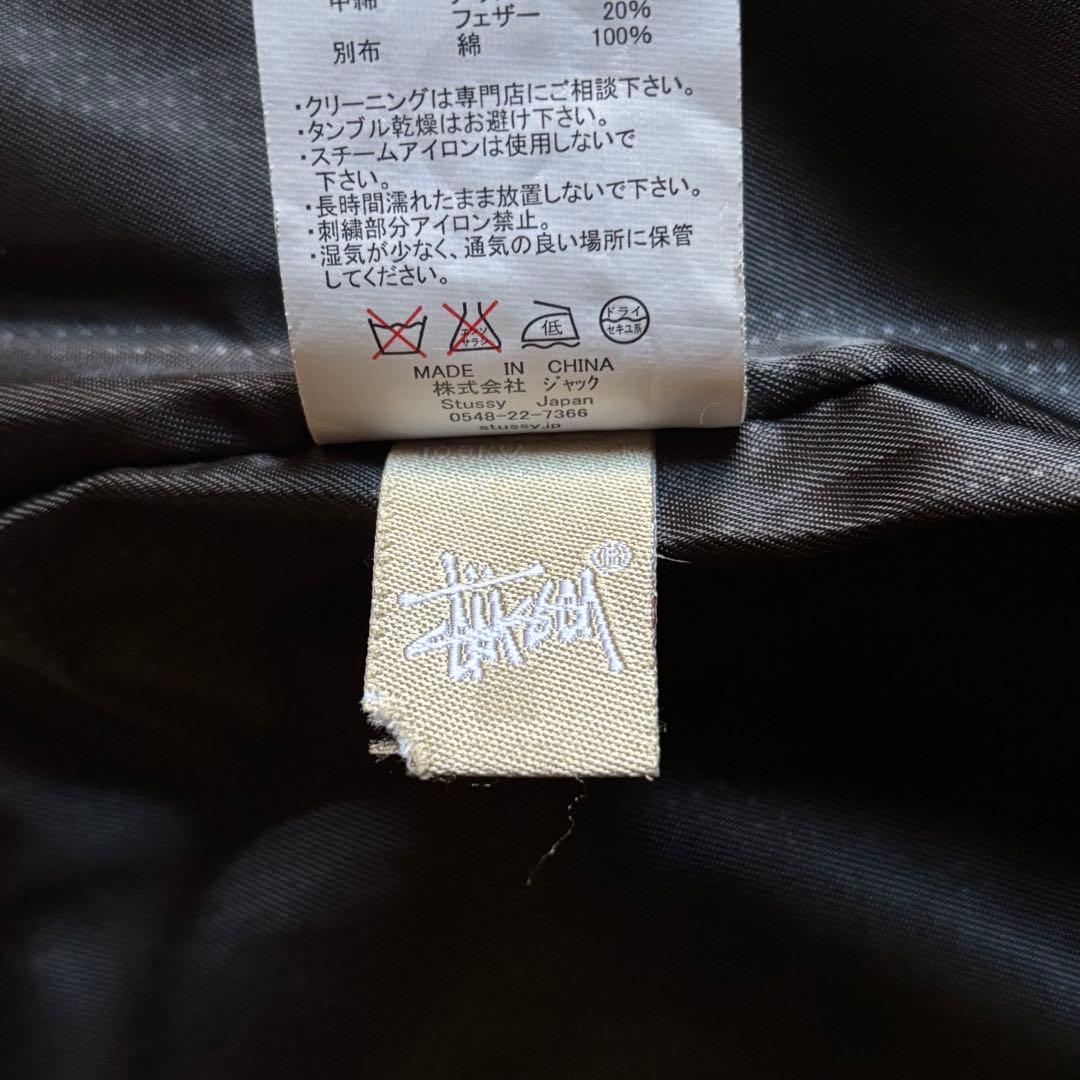 中綿
フェザー 20%
別布 綿 100%
・クリーニングは専門店にご相談下さい。
・タンブル乾燥はお避け下さい。
・スチームアイロンは使用しないで
下さい。
・長時間濡れたまま放置しないで下さい。
・刺繍部分アイロン禁止。
・湿気が少なく、通気の良い場所に保管
してください。
エンソサラシ 低 ドライ セキユ系
MADE IN CHINA
株式会社 ジャック
Stussy Japan
0548-22-7366
stussy.jp
Stüssy ®